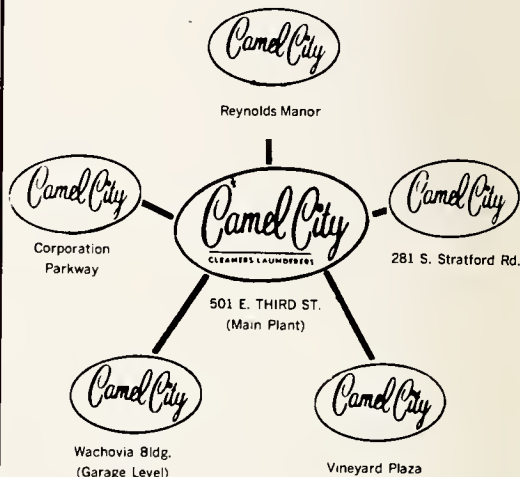 Camel City
Reynolds Manor
Camel City
Corporation
Parkway
Camel City
CLEANERS LAUNDERERS
501 E. THIRD ST.
(Main Plant)
Camel City
281 S. Stratford Rd.
Camel City
Wachovia Bldg.
(Garage Level)
Camel City
Vineyard Plaza